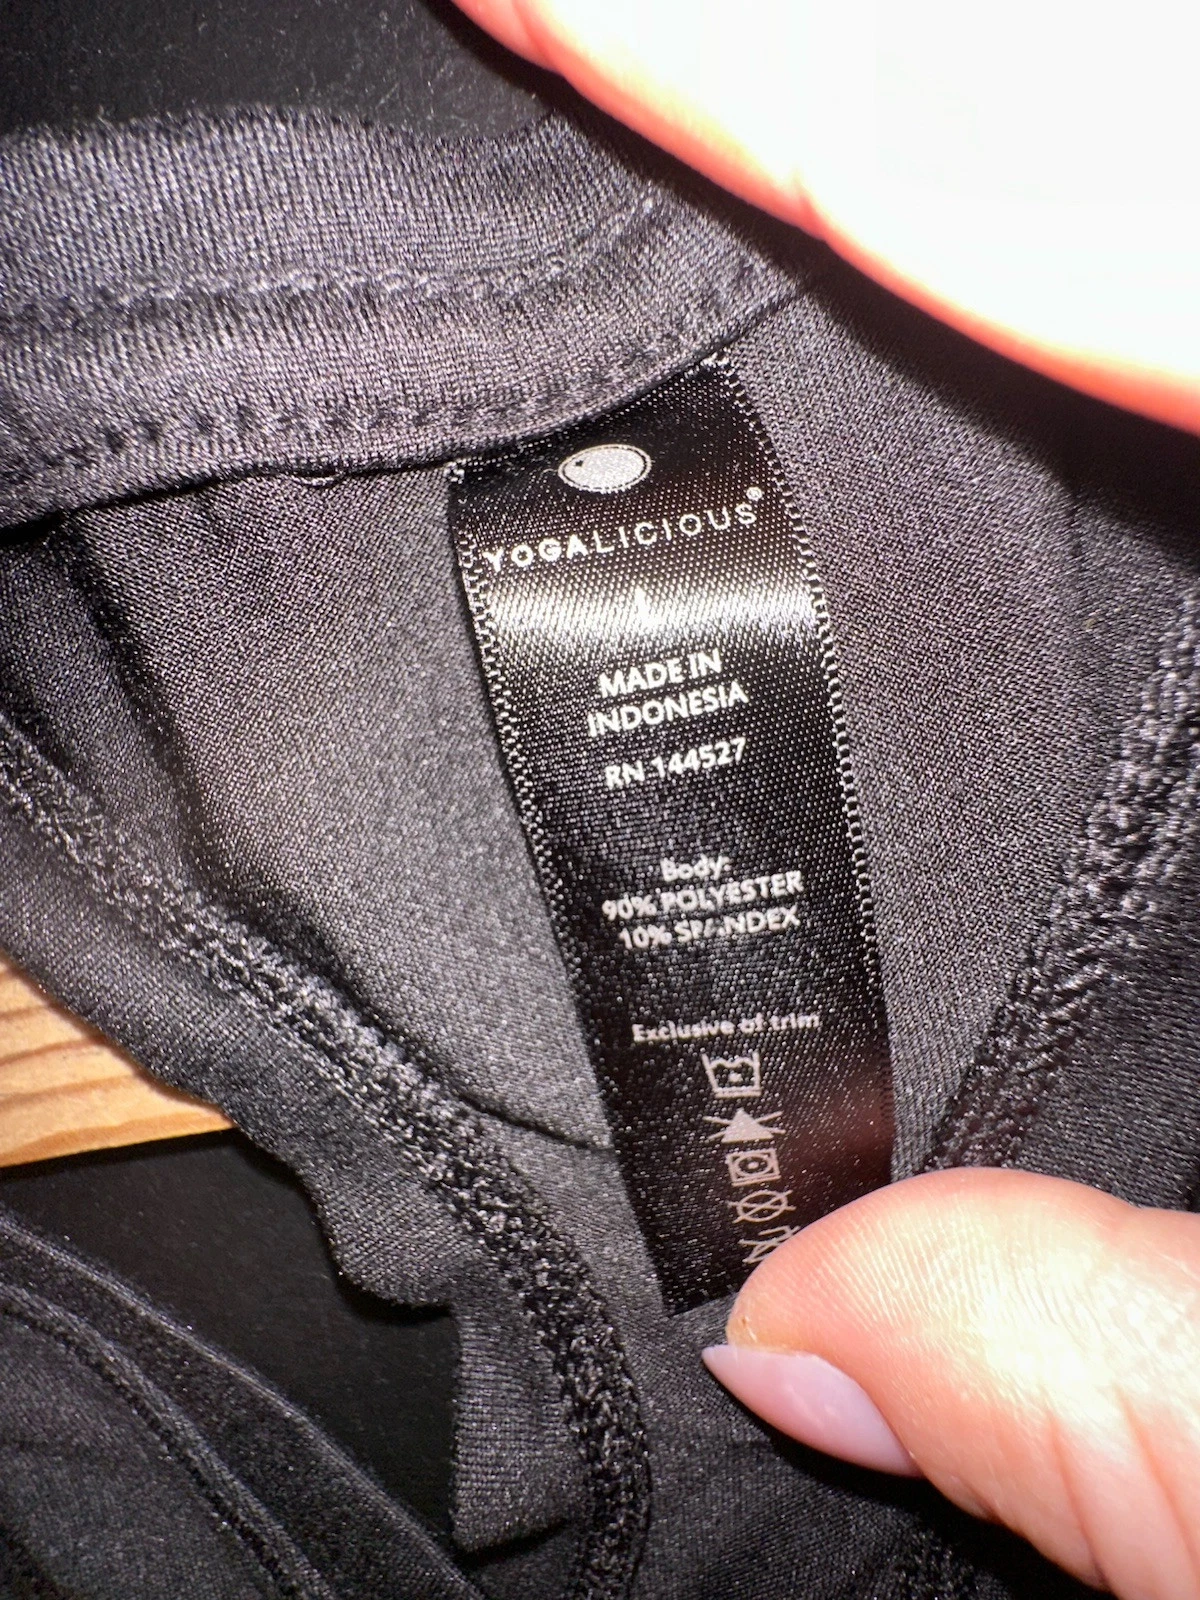 YOGALICIOUS®
MADE IN
INDONESIA
RN 144527
Body:
90% POLYESTER
10% SPANDEX
Exclusive of trim